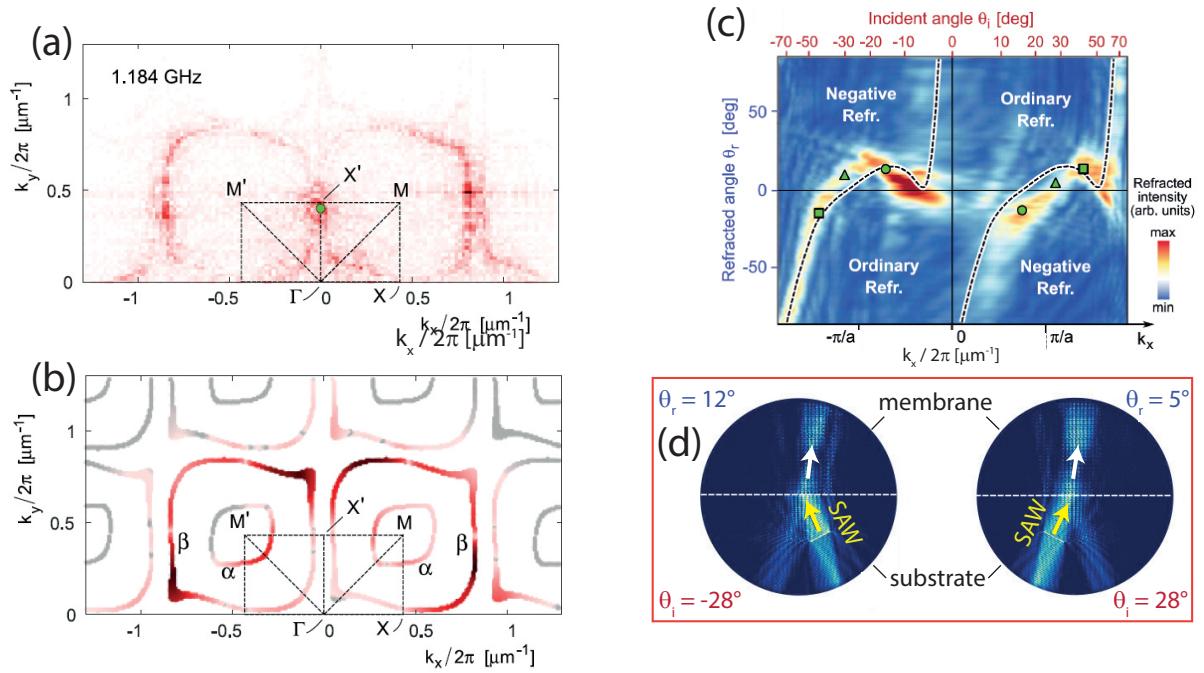 (a)
1.184 GHz
k_y/2π [μm⁻¹]
1
0.5
0
M'
X'
M
-1
-0.5
Γ
0
X
0.5
1
k_x/2π [μm⁻¹]
k_x/2π [μm⁻¹]
(b)
k_y/2π [μm⁻¹]
1
0.5
0
M'
X'
M
β
α
α
β
-1
-0.5
Γ
0
X
0.5
1
k_x/2π [μm⁻¹]
(c)
Incident angle θ_i [deg]
-70 -50 -30 -10 0 10 20 30 50 70
Refracted angle θ_r [deg]
50
0
-50
Negative Refr.
Ordinary Refr.
Ordinary Refr.
Negative Refr.
Refracted intensity (arb. units)
max
min
-π/a
0
π/a
k_x
k_x/2π [μm⁻¹]
(d)
θ_r = 12°
membrane
θ_r = 5°
SAW
SAW
θ_i = -28°
substrate
θ_i = 28°